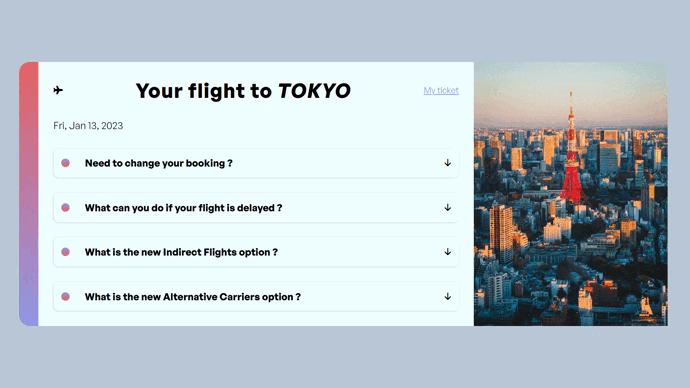 Your flight to TOKYO
My ticket
Fri, Jan 13, 2023
Need to change your booking ?
What can you do if your flight is delayed ?
What is the new Indirect Flights option ?
What is the new Alternative Carriers option ?